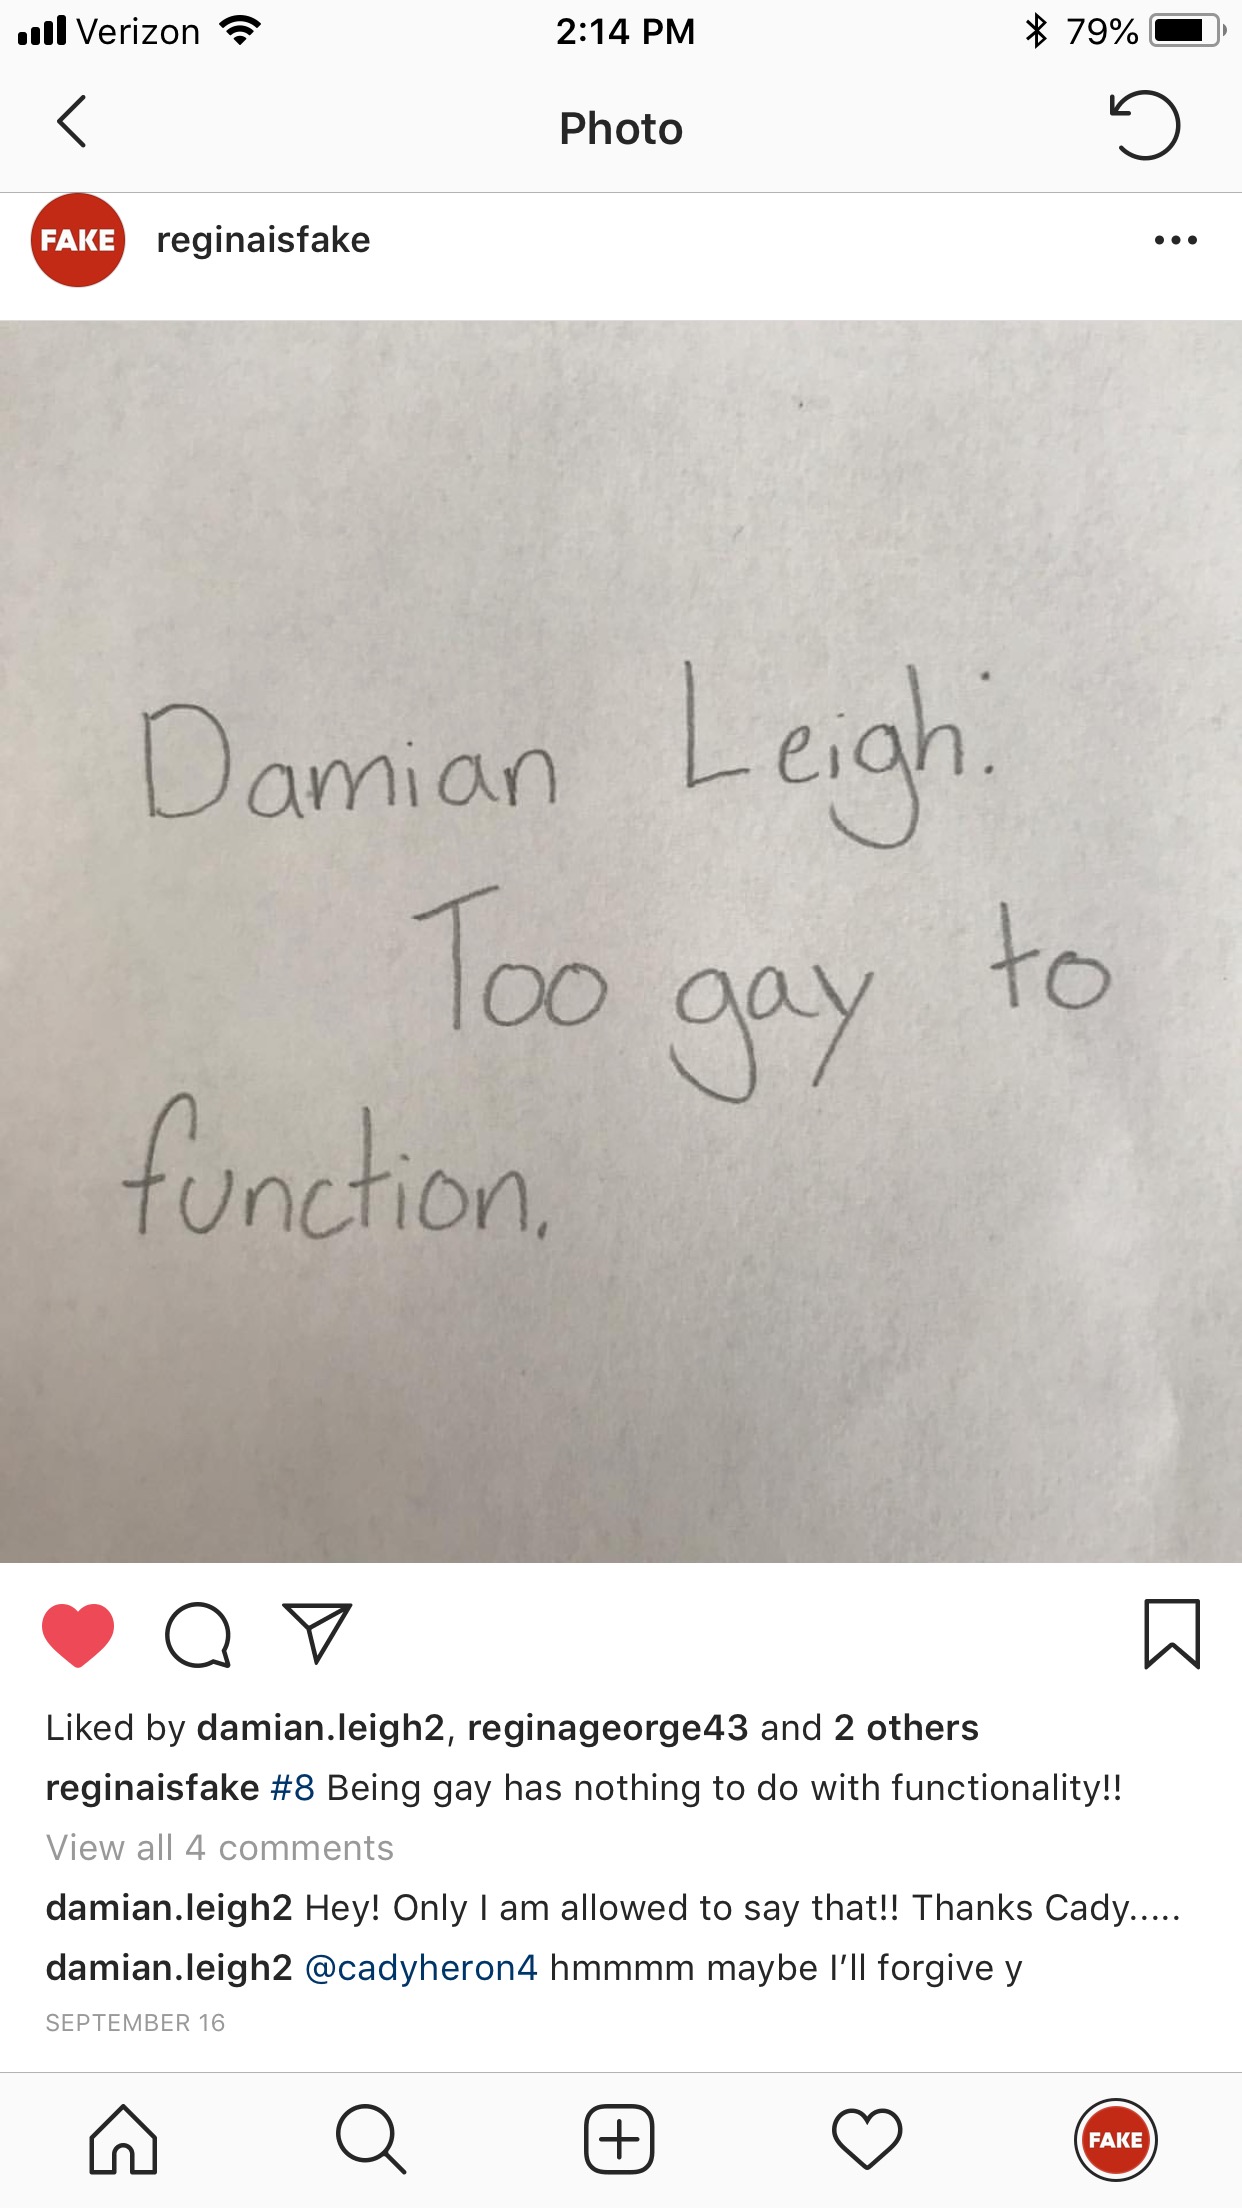 Verizon 2:14 PM 79%
Photo
FAKE reginaisfake
Damian Leigh:
Too gay to
function.
Liked by damian.leigh2, reginageorge43 and 2 others
reginaisfake #8 Being gay has nothing to do with functionality!!
View all 4 comments
damian.leigh2 Hey! Only I am allowed to say that!! Thanks Cady.....
damian.leigh2 @cadyheron4 hmmmm maybe I’ll forgive y
SEPTEMBER 16
FAKE